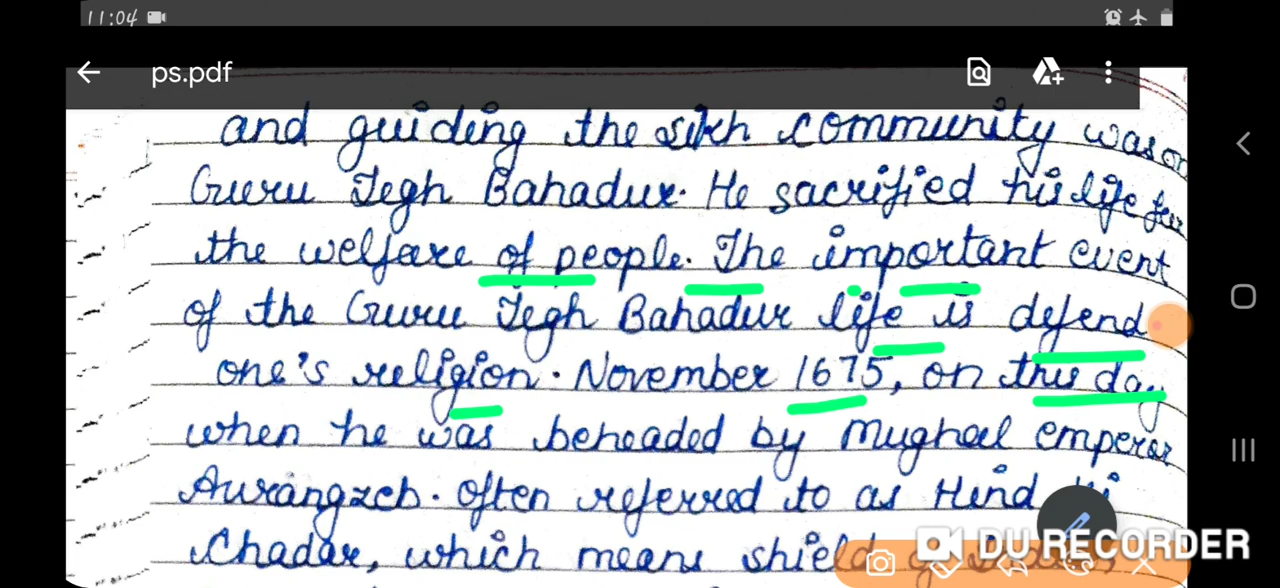 11:04
ps.pdf
and guiding the sikh community was on
Guru Tegh Bahadur. He sacrified his life for
the welfare of people. The important event
of the Guru Tegh Bahadur life is defend
one's religion. November 1675, on this day
when he was beheaded by Mughal emperor
Aurangzeb. Often referred to as Hind ki
Chadar, which means shield of
DU RECORDER